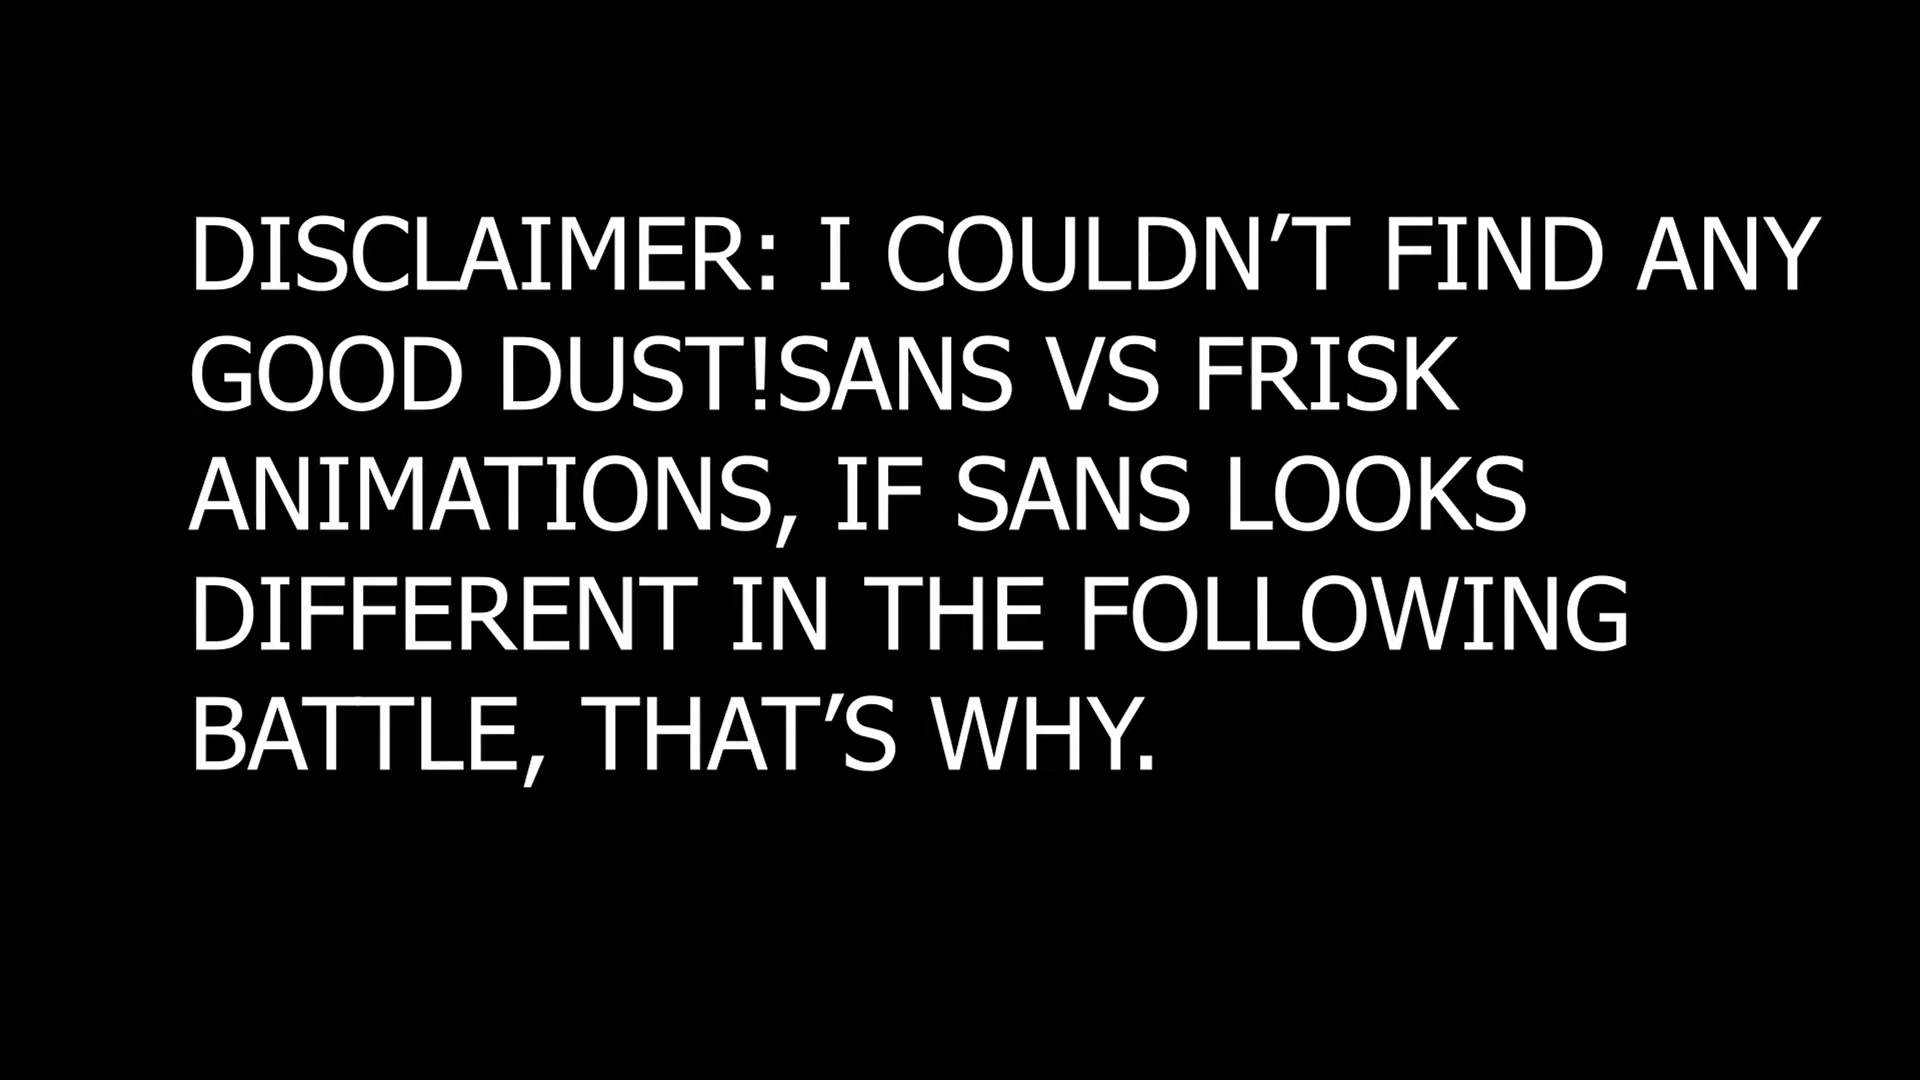 DISCLAIMER: I COULDN’T FIND ANY
GOOD DUST!SANS VS FRISK
ANIMATIONS, IF SANS LOOKS
DIFFERENT IN THE FOLLOWING
BATTLE, THAT’S WHY.